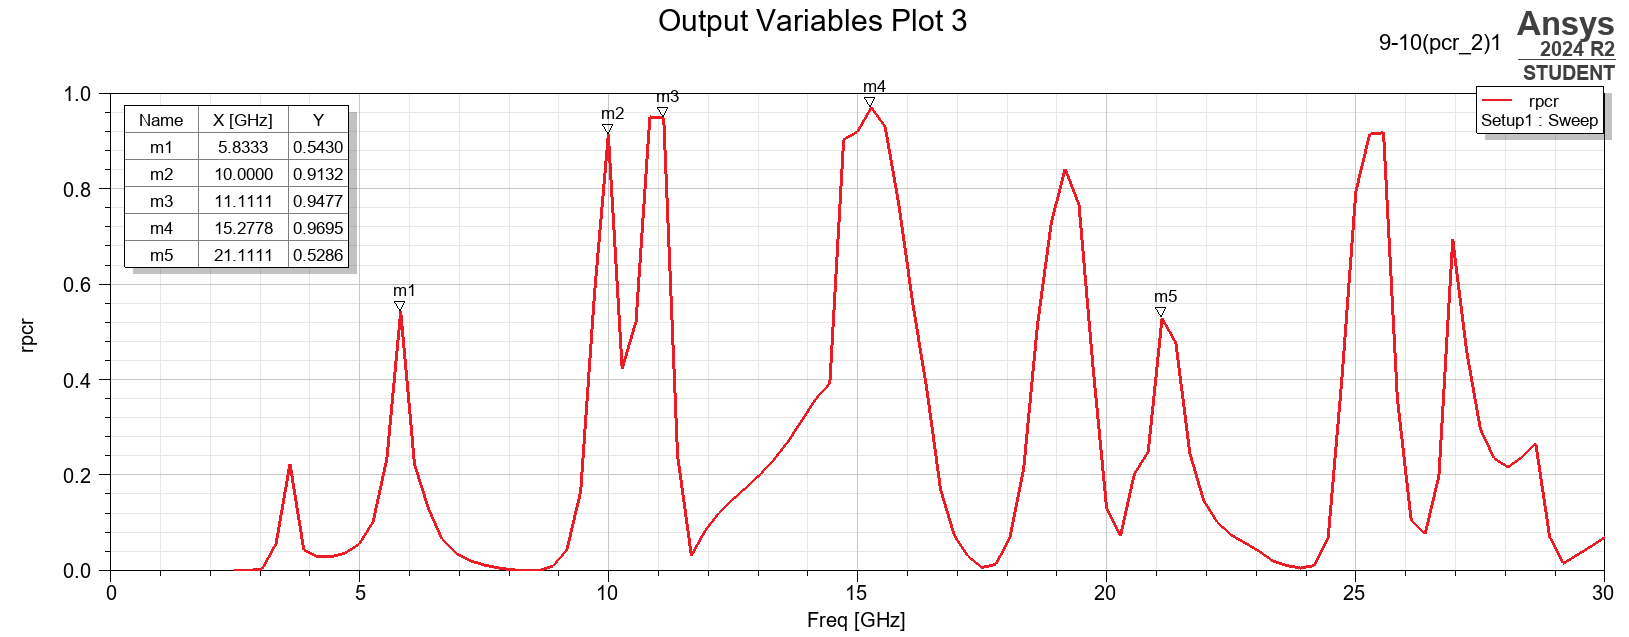 Output Variables Plot 3
9-10(pcr_2)1
Ansys
2024 R2
STUDENT
rpcr
Setup1 : Sweep
Name X [GHz] Y
m1 5.8333 0.5430
m2 10.0000 0.9132
m3 11.1111 0.9477
m4 15.2778 0.9695
m5 21.1111 0.5286
m1
m2
m3
m4
m5
1.0
0.8
0.6
0.4
0.2
0.0
rpcr
0 5 10 15 20 25 30
Freq [GHz]